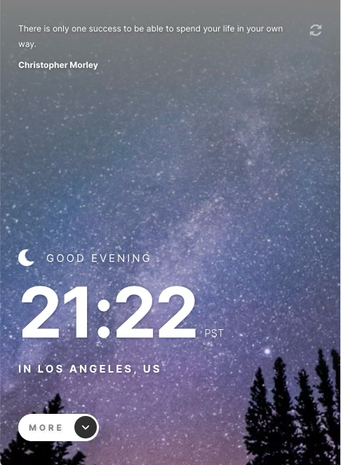 There is only one success to be able to spend your life in your own
way.
Christopher Morley
GOOD EVENING
21:22 PST
IN LOS ANGELES, US
MORE